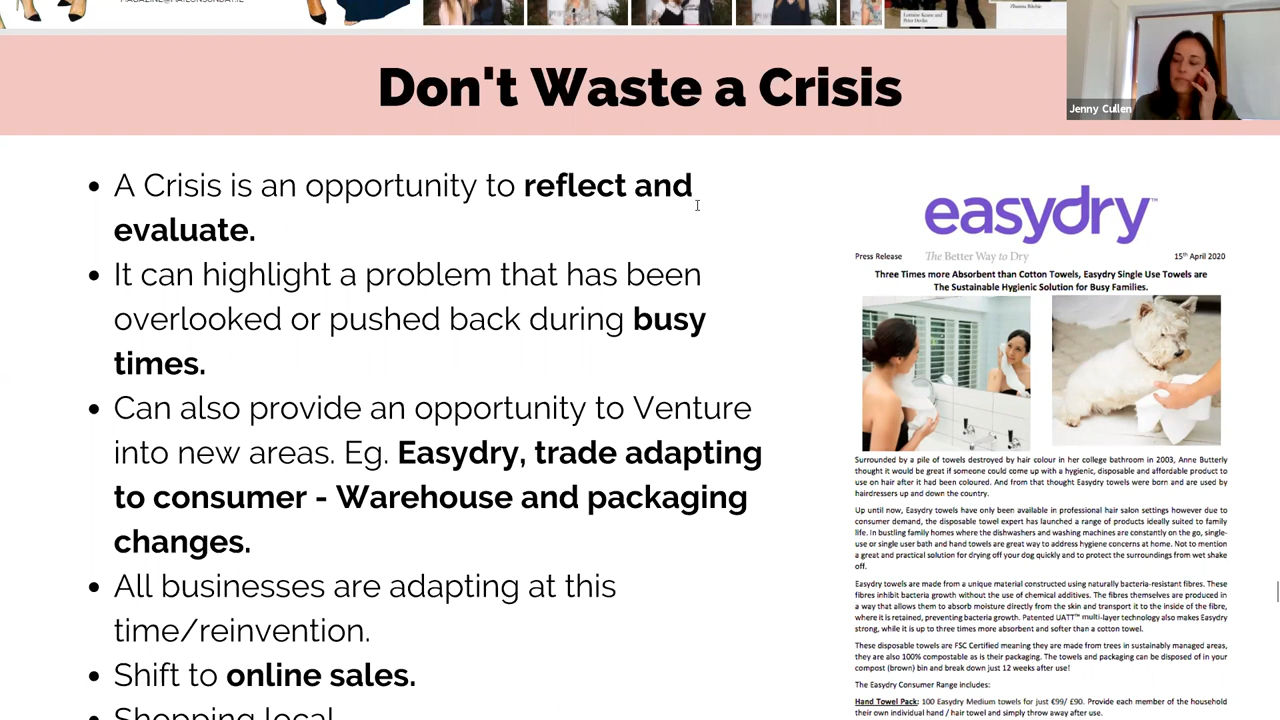 MAGAZINE@MAILONSUNDAY.IE
Lorraine Keane and
Peter Devlin
Zhanna Ritchie
Don't Waste a Crisis
Jenny Cullen
• A Crisis is an opportunity to reflect and
evaluate.
• It can highlight a problem that has been
overlooked or pushed back during busy
times.
• Can also provide an opportunity to Venture
into new areas. Eg. Easydry, trade adapting
to consumer - Warehouse and packaging
changes.
• All businesses are adapting at this
time/reinvention.
• Shift to online sales.
• Shopping local
easydry™
Press Release The Better Way to Dry 15th April 2020
Three Times more Absorbent than Cotton Towels, Easydry Single Use Towels are
The Sustainable Hygienic Solution for Busy Families.
Surrounded by a pile of towels destroyed by hair colour in her college bathroom in 2003, Anne Butterly
thought it would be great if someone could come up with a hygienic, disposable and affordable product to
use on hair after it had been coloured. And from that thought Easydry towels were born and are used by
hairdressers up and down the country.
Up until now, Easydry towels have only been available in professional hair salon settings however due to
consumer demand, the disposable towel expert has launched a range of products ideally suited to family
life. In bustling family homes where the dishwashers and washing machines are constantly on the go, single-
use or single user bath and hand towels are great way to address hygiene concerns at home. Not to mention
a great and practical solution for drying off your dog quickly and to protect the surroundings from wet shake
off.
Easydry towels are made from a unique material constructed using naturally bacteria-resistant fibres. These
fibres inhibit bacteria growth without the use of chemical additives. The fibres themselves are produced in
a way that allows them to absorb moisture directly from the skin and transport it to the inside of the fibre,
where it is retained, preventing bacteria growth. Patented UATT™ multi-layer technology also makes Easydry
strong, while it is up to three times more absorbent and softer than a cotton towel.
These disposable towels are FSC Certified meaning they are made from trees in sustainably managed areas,
they are also 100% compostable as is their packaging. The towels and packaging can be disposed of in your
compost (brown) bin and break down just 12 weeks after use!
The Easydry Consumer Range includes:
Hand Towel Pack: 100 Easydry Medium towels for just €99/ £90. Provide each member of the household
their own individual hand / hair towel and simply throw away after use.